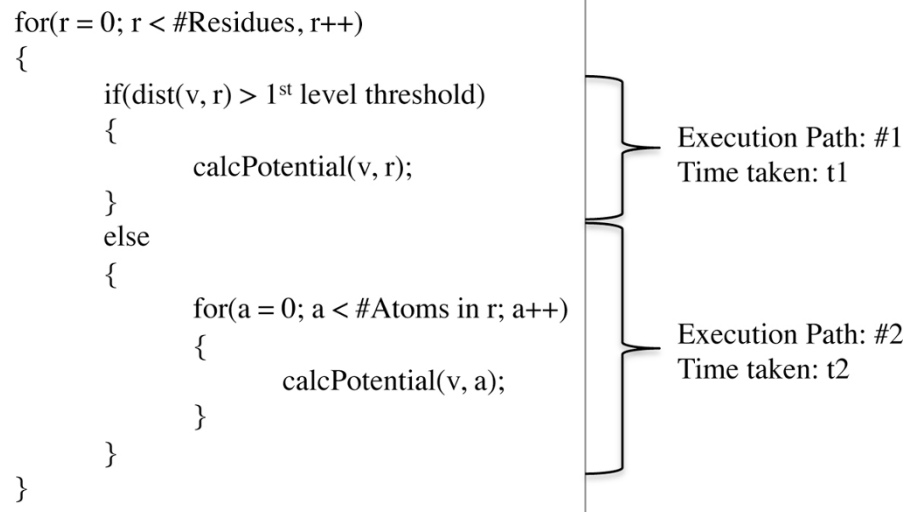 for(r = 0; r < #Residues, r++)
{
if(dist(v, r) > 1st level threshold)
{
calcPotential(v, r);
}
else
{
for(a = 0; a < #Atoms in r; a++)
{
calcPotential(v, a);
}
}
}
Execution Path: #1
Time taken: t1
Execution Path: #2
Time taken: t2